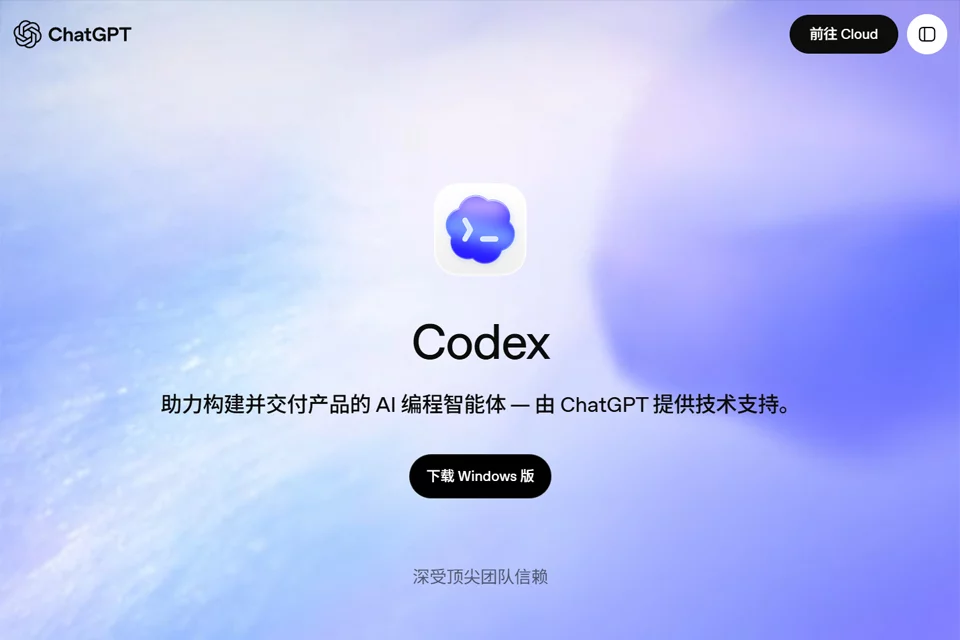 ChatGPT
前往 Cloud
Codex
助力构建并交付产品的 AI 编程智能体 — 由 ChatGPT 提供技术支持。
下载 Windows 版
深受顶尖团队信赖